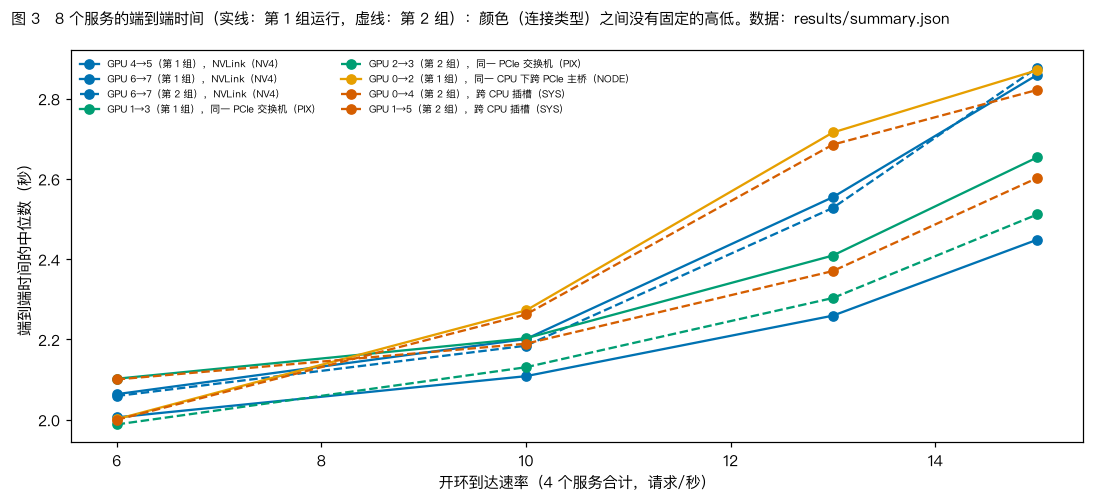 图 3　8 个服务的端到端时间（实线：第 1 组运行，虚线：第 2 组）：颜色（连接类型）之间没有固定的高低。数据：results/summary.json
GPU 4→5（第 1 组），NVLink（NV4）
GPU 6→7（第 1 组），NVLink（NV4）
GPU 6→7（第 2 组），NVLink（NV4）
GPU 1→3（第 1 组），同一 PCIe 交换机（PIX）
GPU 2→3（第 2 组），同一 PCIe 交换机（PIX）
GPU 0→2（第 1 组），同一 CPU 下跨 PCIe 主桥（NODE）
GPU 0→4（第 2 组），跨 CPU 插槽（SYS）
GPU 1→5（第 2 组），跨 CPU 插槽（SYS）
端到端时间的中位数（秒）
2.8
2.6
2.4
2.2
2.0
6
8
10
12
14
开环到达速率（4 个服务合计，请求/秒）